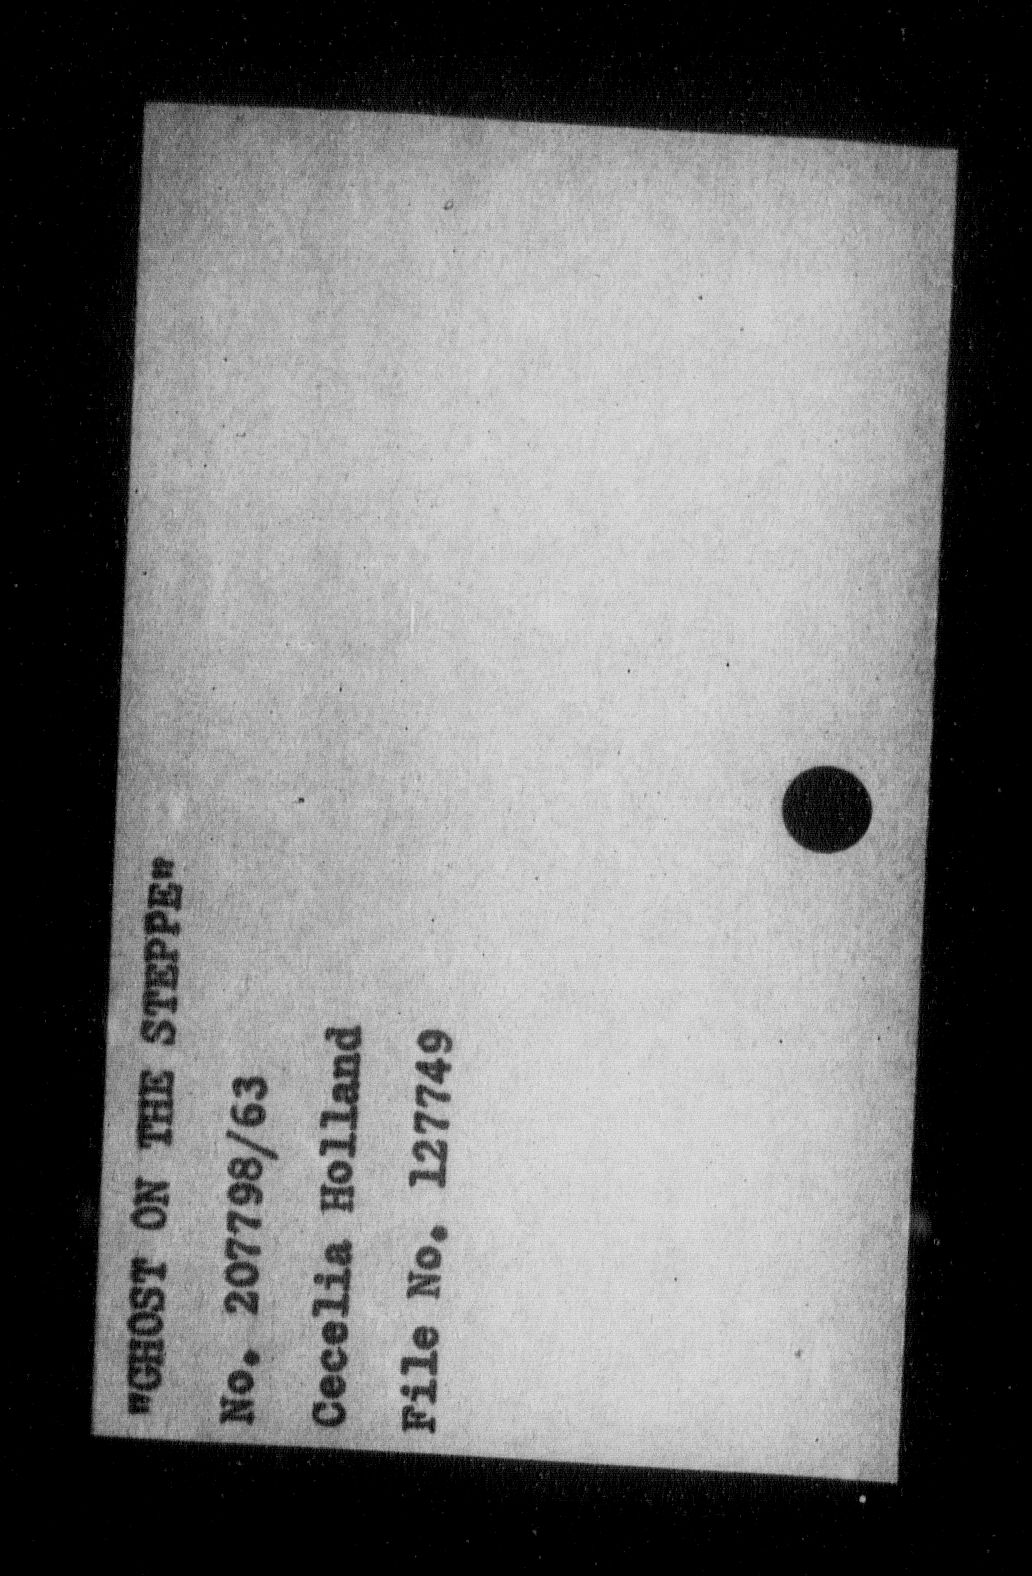 "GHOST ON THE STEPPE"
No. 207798/63
Cecelia Holland
File No. 127749